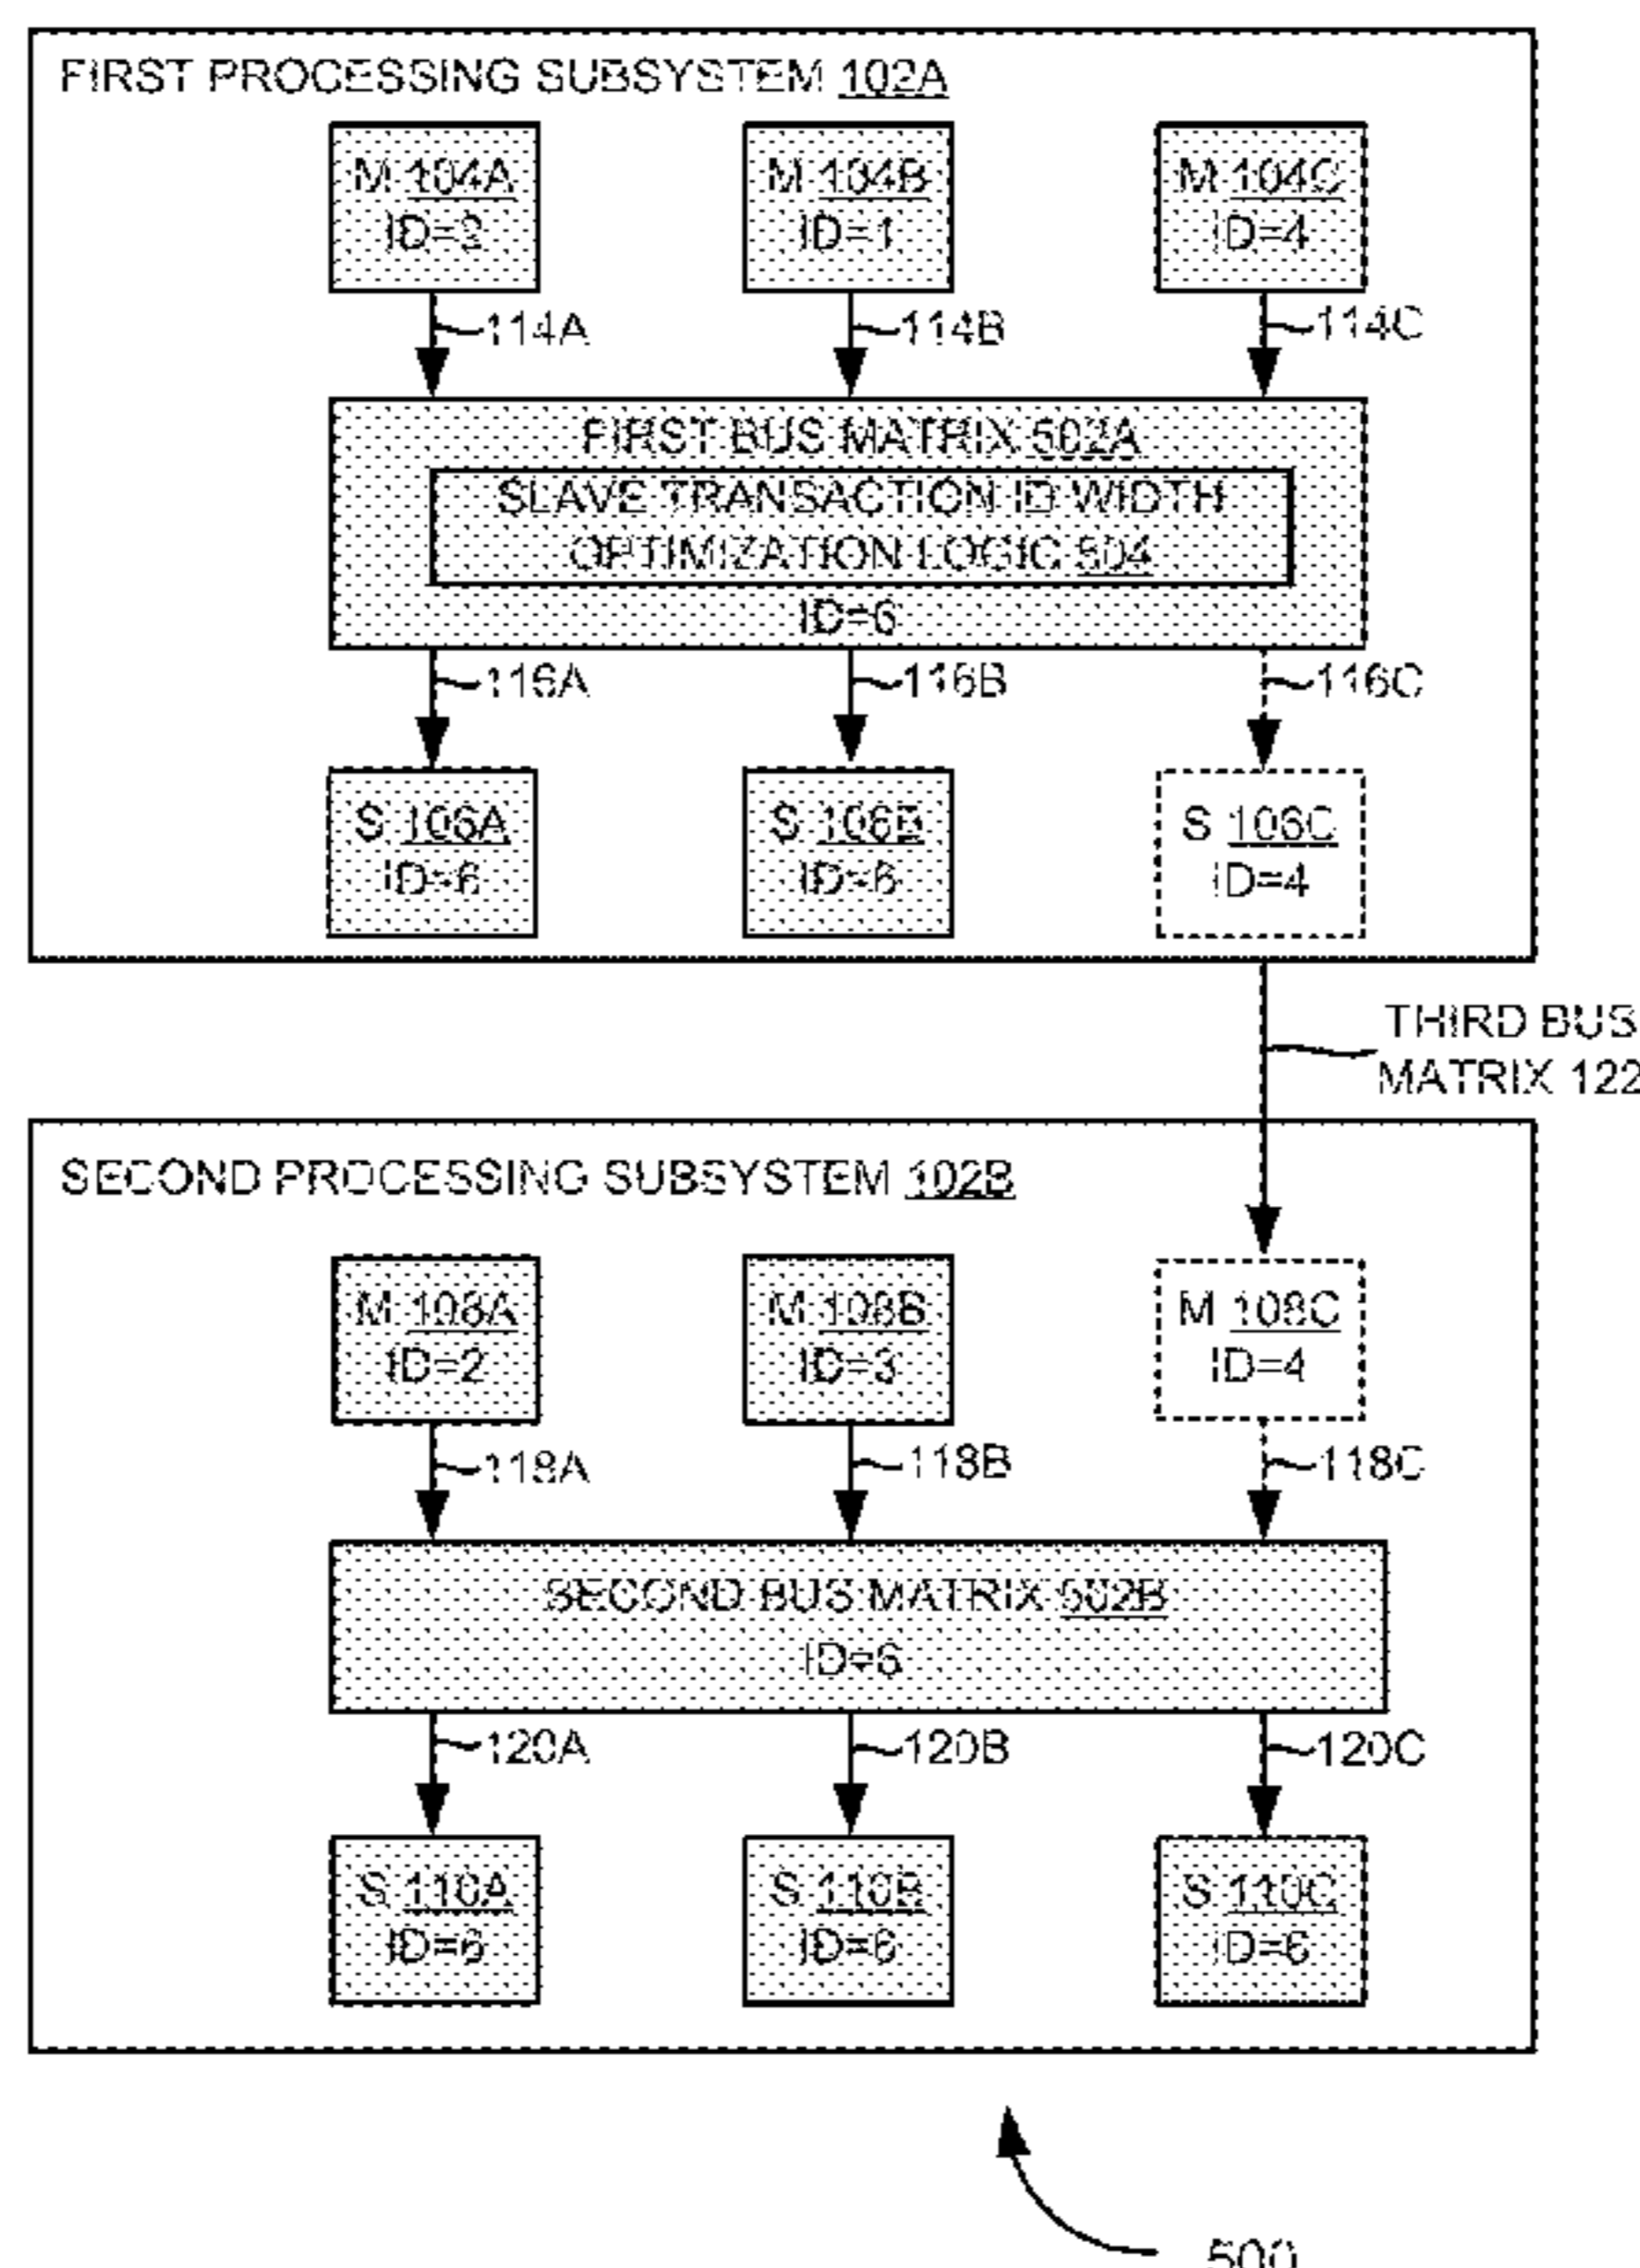 FIRST PROCESSING SUBSYSTEM 102A
M 104A
ID=2
M 104B
ID=1
M 104C
ID=4
114A
114B
114C
FIRST BUS MATRIX 502A
SLAVE TRANSACTION ID WIDTH
OPTIMIZATION LOGIC 504
ID=6
116A
116B
116C
S 106A
ID=6
S 106B
ID=6
S 106C
ID=4
THIRD BUS
MATRIX 122
SECOND PROCESSING SUBSYSTEM 102B
M 108A
ID=2
M 108B
ID=3
M 108C
ID=4
118A
118B
118C
SECOND BUS MATRIX 502B
ID=6
120A
120B
120C
S 110A
ID=6
S 110B
ID=6
S 110C
ID=6
500